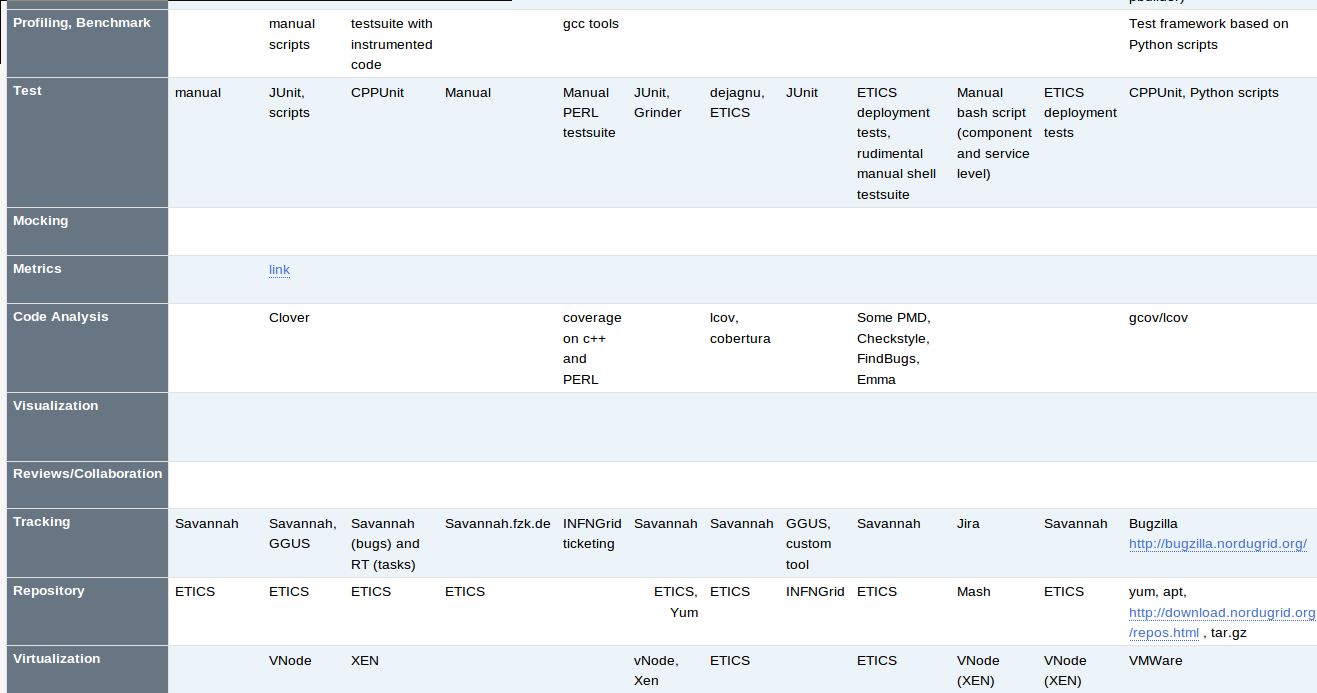 Profiling, Benchmark
manual
scripts
testsuite with
instrumented
code
gcc tools
Test framework based on
Python scripts
Test
manual
JUnit,
scripts
CPPUnit
Manual
Manual
PERL
testsuite
JUnit,
Grinder
dejagnu,
ETICS
JUnit
ETICS
deployment
tests,
rudimental
manual shell
testsuite
Manual
bash script
(component
and service
level)
ETICS
deployment
tests
CPPUnit, Python scripts
Mocking
Metrics
link
Code Analysis
Clover
coverage
on c++
and
PERL
lcov,
cobertura
Some PMD,
Checkstyle,
FindBugs,
Emma
gcov/lcov
Visualization
Reviews/Collaboration
Tracking
Savannah
Savannah,
GGUS
Savannah
(bugs) and
RT (tasks)
Savannah.fzk.de
INFNGrid
ticketing
Savannah
Savannah
GGUS,
custom
tool
Savannah
Jira
Savannah
Bugzilla
http://bugzilla.nordugrid.org/
Repository
ETICS
ETICS
ETICS
ETICS
ETICS,
Yum
ETICS
INFNGrid
ETICS
Mash
ETICS
yum, apt,
http://download.nordugrid.org
/repos.html , tar.gz
Virtualization
VNode
XEN
vNode,
Xen
ETICS
ETICS
VNode
(XEN)
VNode
(XEN)
VMWare